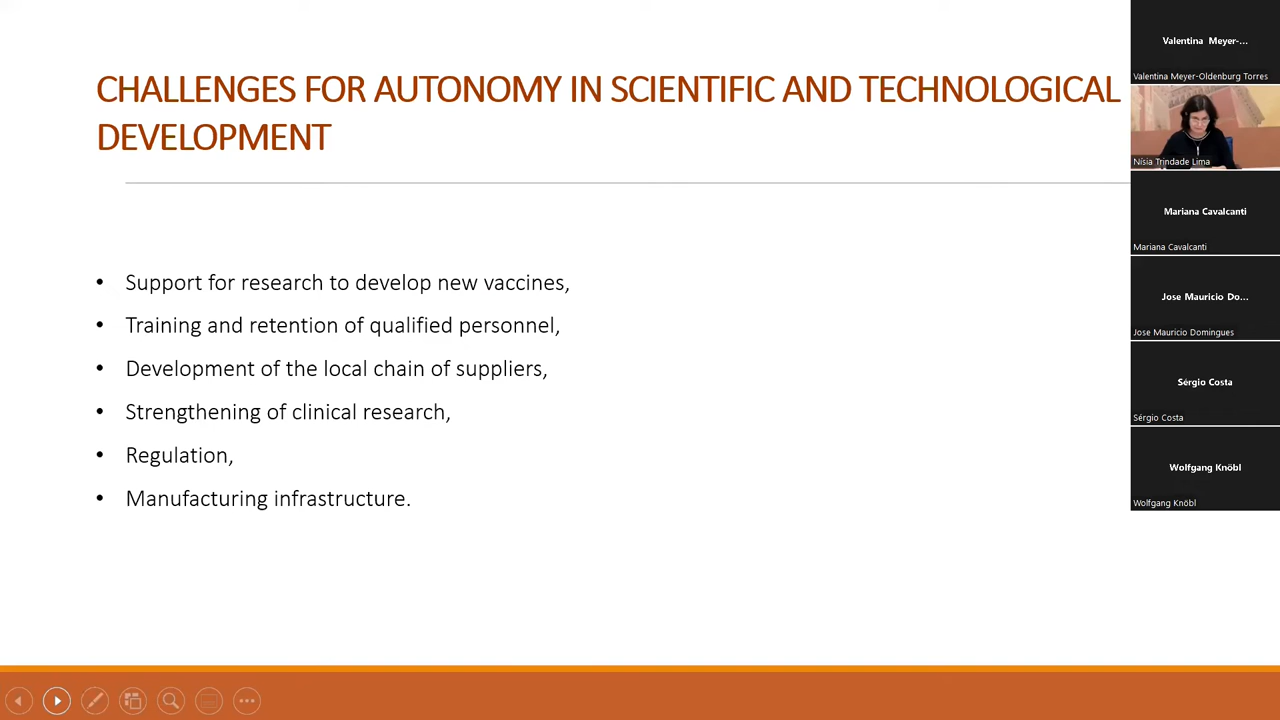 CHALLENGES FOR AUTONOMY IN SCIENTIFIC AND TECHNOLOGICAL
DEVELOPMENT
• Support for research to develop new vaccines,
• Training and retention of qualified personnel,
• Development of the local chain of suppliers,
• Strengthening of clinical research,
• Regulation,
• Manufacturing infrastructure.
Valentina Meyer-...
Valentina Meyer-Oldenburg Torres
Nísia Trindade Lima
Mariana Cavalcanti
Mariana Cavalcanti
Jose Mauricio Do...
Jose Mauricio Domingues
Sérgio Costa
Sérgio Costa
Wolfgang Knöbl
Wolfgang Knöbl